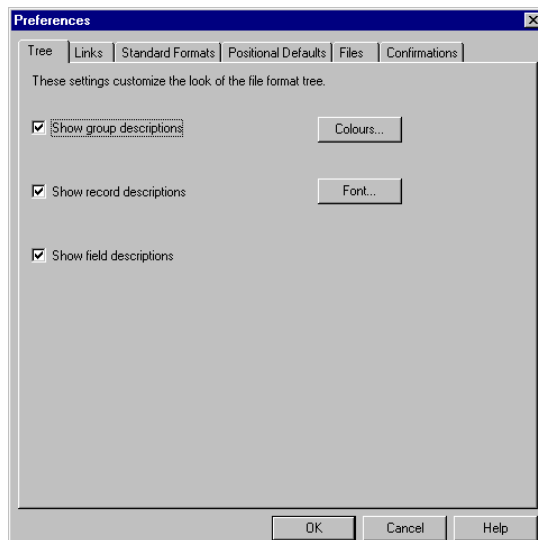 Preferences
Tree Links Standard Formats Positional Defaults Files Confirmations
These settings customize the look of the file format tree.
Show group descriptions Colours...
Show record descriptions Font...
Show field descriptions
OK Cancel Help